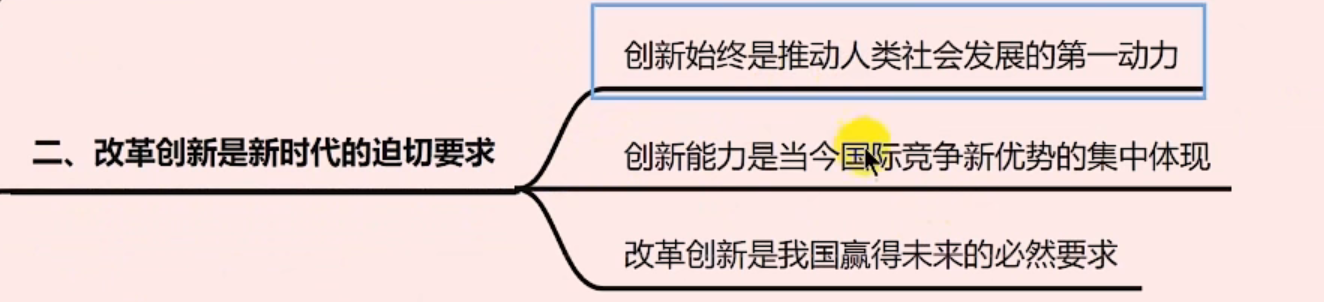 二、改革创新是新时代的迫切要求
创新始终是推动人类社会发展的第一动力
创新能力是当今国际竞争新优势的集中体现
改革创新是我国赢得未来的必然要求